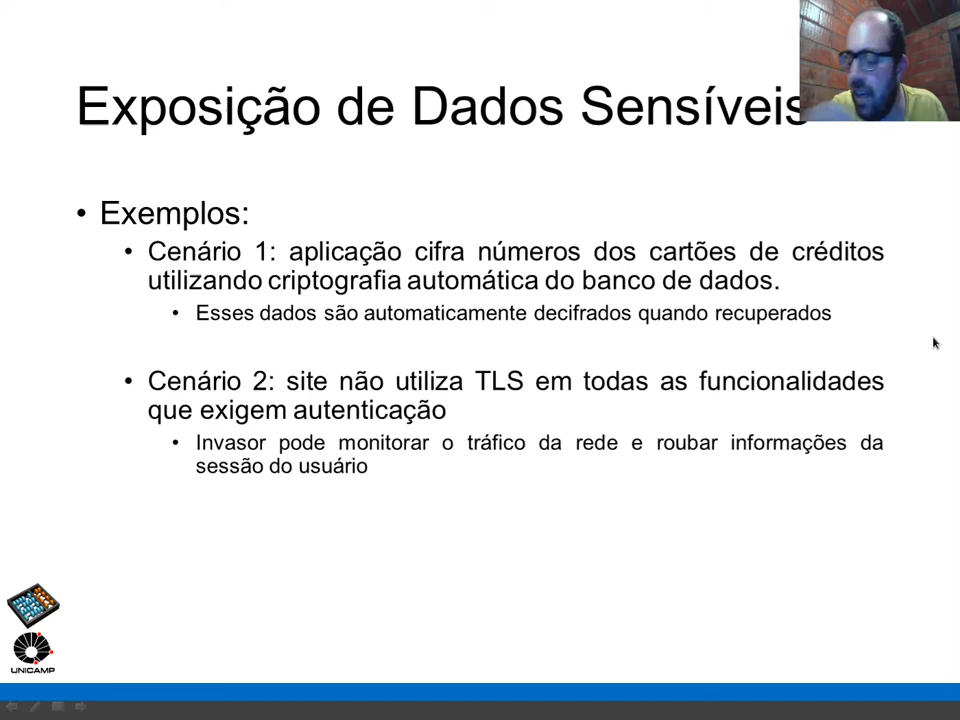 Exposição de Dados Sensíveis
• Exemplos:
• Cenário 1: aplicação cifra números dos cartões de créditos
utilizando criptografia automática do banco de dados.
• Esses dados são automaticamente decifrados quando recuperados
• Cenário 2: site não utiliza TLS em todas as funcionalidades
que exigem autenticação
• Invasor pode monitorar o tráfico da rede e roubar informações da
sessão do usuário
UNICAMP